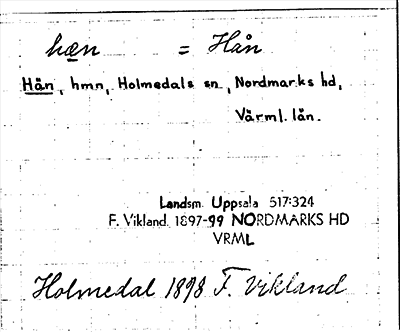 hæn = Hån
Hån, hmn, Holmedals sn, Nordmarks hd,
Värml. län.
Landsm. Uppsala 517:324
F. Vikland. 1897-99 NORDMARKS HD
VRML
Holmedal 1898 F. Vikland